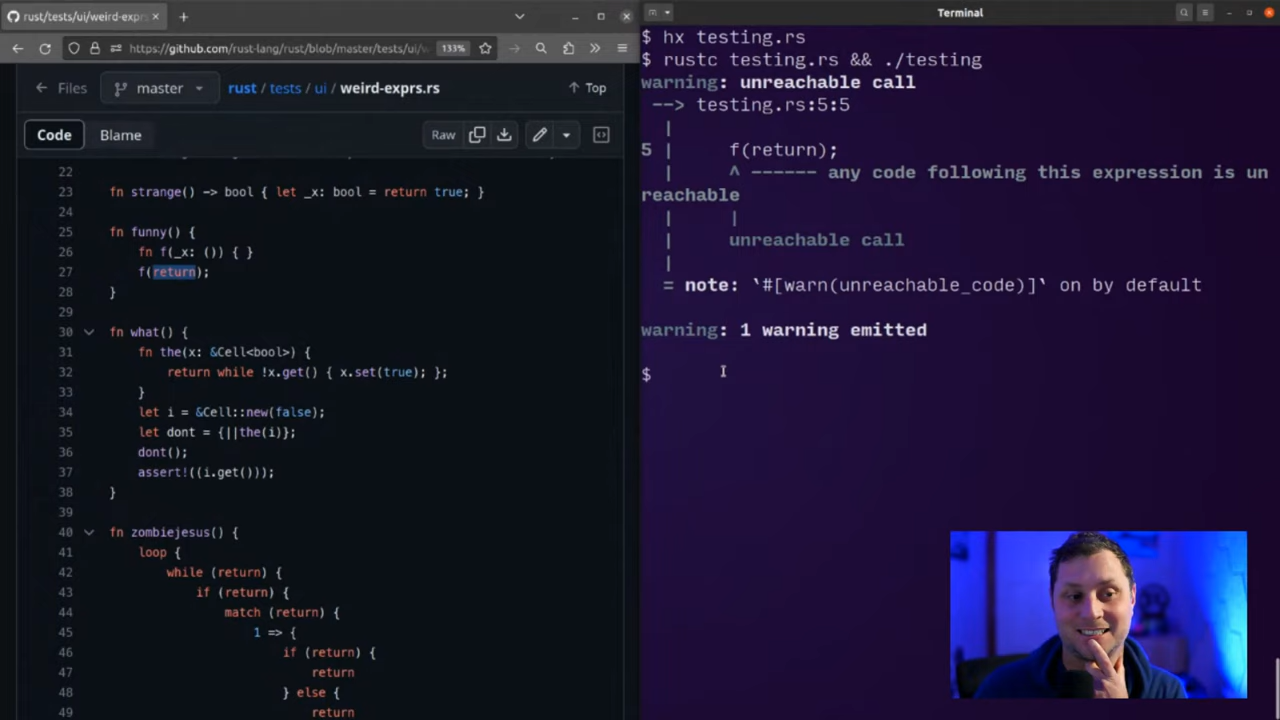 rust/tests/ui/weird-exprs
https://github.com/rust-lang/rust/blob/master/tests/ui/w
133%
Files
master
rust / tests / ui / weird-exprs.rs
Top
Code
Blame
Raw
22
23 fn strange() -> bool { let _x: bool = return true; }
24
25 fn funny() {
26 fn f(_x: ()) { }
27 f(return);
28 }
29
30 fn what() {
31 fn the(x: &Cell<bool>) {
32 return while !x.get() { x.set(true); };
33 }
34 let i = &Cell::new(false);
35 let dont = {||the(i)};
36 dont();
37 assert!((i.get()));
38 }
39
40 fn zombiejesus() {
41 loop {
42 while (return) {
43 if (return) {
44 match (return) {
45 1 => {
46 if (return) {
47 return
48 } else {
49 return
Terminal
$ hx testing.rs
$ rustc testing.rs && ./testing
warning: unreachable call
--> testing.rs:5:5
|
5 | f(return);
| ^ ------ any code following this expression is un
reachable
| |
| unreachable call
|
= note: `#[warn(unreachable_code)]` on by default
warning: 1 warning emitted
$